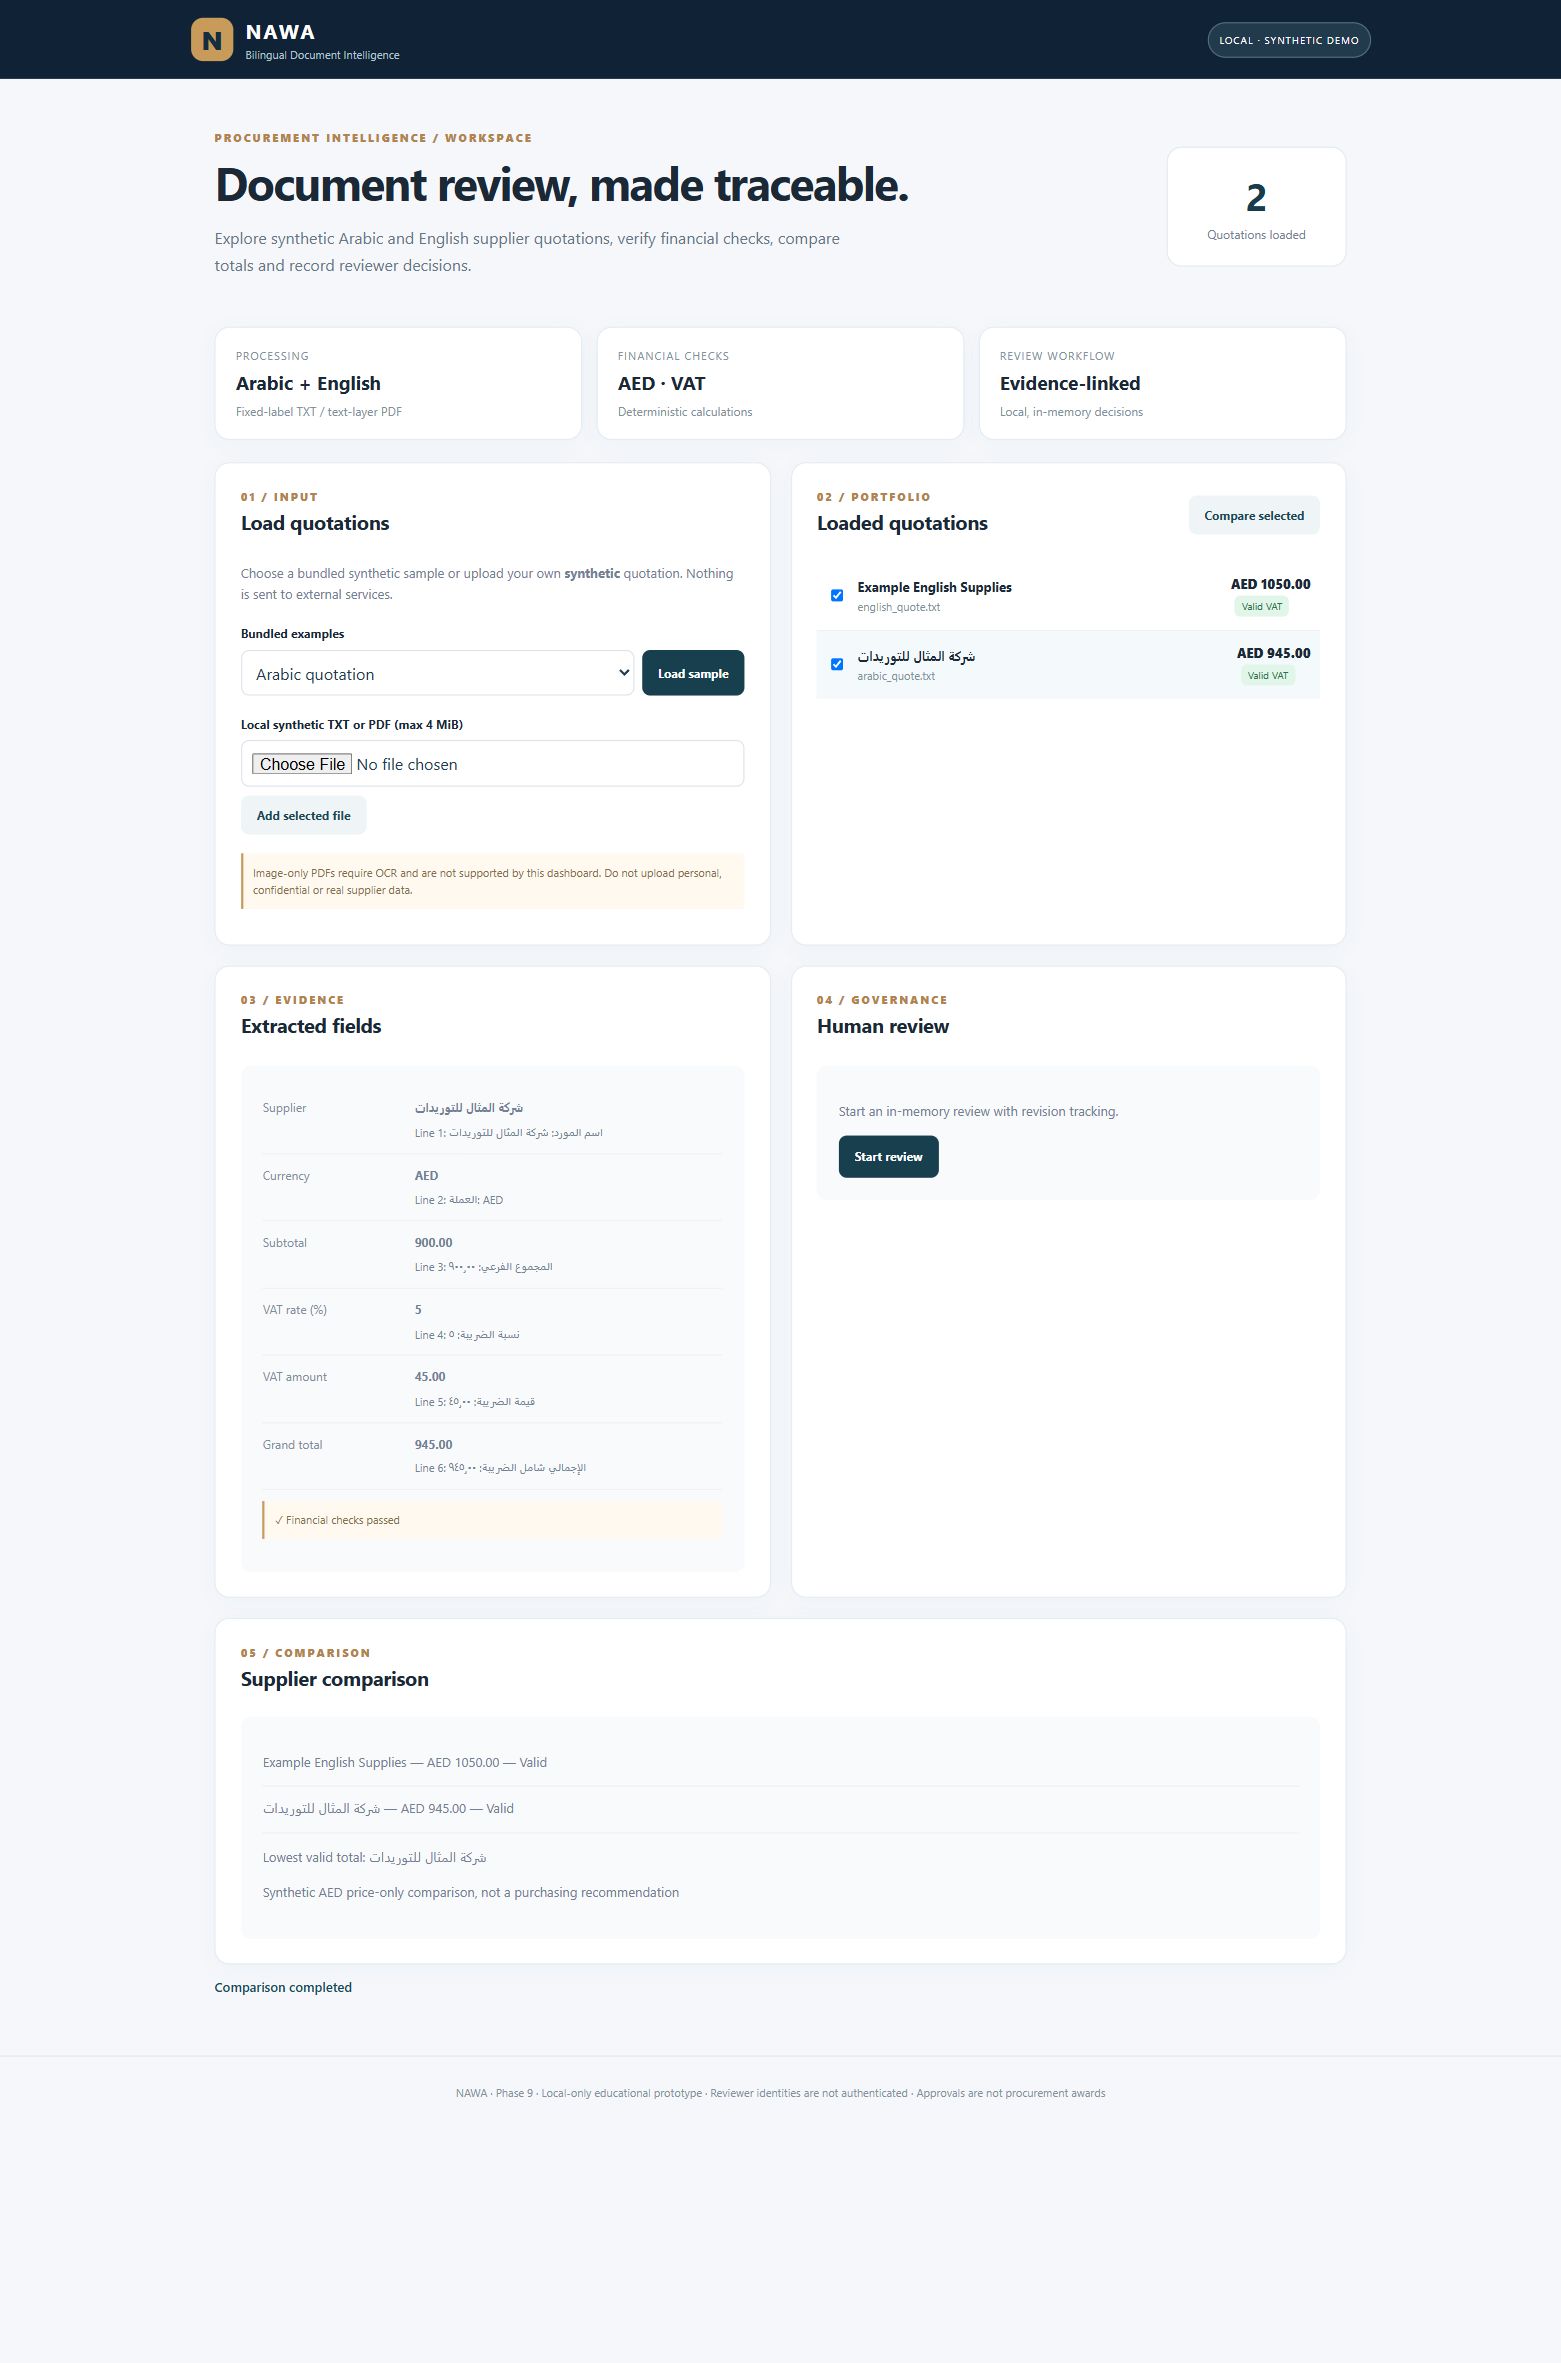 N
NAWA
Bilingual Document Intelligence
LOCAL · SYNTHETIC DEMO
PROCUREMENT INTELLIGENCE / WORKSPACE
Document review, made traceable.
Explore synthetic Arabic and English supplier quotations, verify financial checks, compare
totals and record reviewer decisions.
2
Quotations loaded
PROCESSING
Arabic + English
Fixed-label TXT / text-layer PDF
FINANCIAL CHECKS
AED · VAT
Deterministic calculations
REVIEW WORKFLOW
Evidence-linked
Local, in-memory decisions
01 / INPUT
Load quotations
Choose a bundled synthetic sample or upload your own synthetic quotation. Nothing
is sent to external services.
Bundled examples
Arabic quotation
Load sample
Local synthetic TXT or PDF (max 4 MiB)
Choose File No file chosen
Add selected file
Image-only PDFs require OCR and are not supported by this dashboard. Do not upload personal,
confidential or real supplier data.
02 / PORTFOLIO
Loaded quotations
Compare selected
Example English Supplies
english_quote.txt
AED 1050.00
Valid VAT
شركة المثال للتوريدات
arabic_quote.txt
AED 945.00
Valid VAT
03 / EVIDENCE
Extracted fields
Supplier
شركة المثال للتوريدات
Line 1: اسم المورد: شركة المثال للتوريدات
Currency
AED
Line 2: العملة: AED
Subtotal
900.00
Line 3: المجموع الفرعي: ٩٠٠٫٠٠
VAT rate (%)
5
Line 4: نسبة الضريبة: ٥
VAT amount
45.00
Line 5: قيمة الضريبة: ٤٥٫٠٠
Grand total
945.00
Line 6: الإجمالي شامل الضريبة: ٩٤٥٫٠٠
✓ Financial checks passed
04 / GOVERNANCE
Human review
Start an in-memory review with revision tracking.
Start review
05 / COMPARISON
Supplier comparison
Example English Supplies — AED 1050.00 — Valid
شركة المثال للتوريدات — AED 945.00 — Valid
Lowest valid total: شركة المثال للتوريدات
Synthetic AED price-only comparison, not a purchasing recommendation
Comparison completed
NAWA · Phase 9 · Local-only educational prototype · Reviewer identities are not authenticated · Approvals are not procurement awards